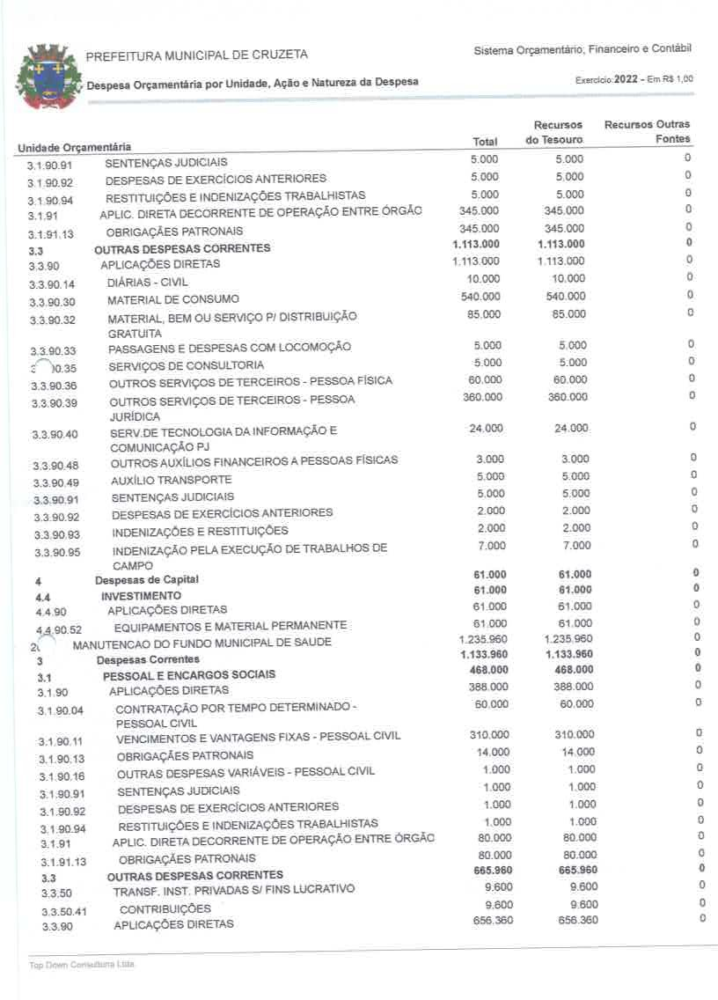 PREFEITURA MUNICIPAL DE CRUZETA
Sistema Orçamentário, Financeiro e Contábil
Despesa Orçamentária por Unidade, Ação e Natureza da Despesa
Exercício: 2022 - Em R$ 1,00
Unidade Orçamentária Total Recursos do Tesouro Recursos Outras Fontes
3.1.90.91 SENTENÇAS JUDICIAIS 5.000 5.000 0
3.1.90.92 DESPESAS DE EXERCÍCIOS ANTERIORES 5.000 5.000 0
3.1.90.94 RESTITUIÇÕES E INDENIZAÇÕES TRABALHISTAS 5.000 5.000 0
3.1.91 APLIC. DIRETA DECORRENTE DE OPERAÇÃO ENTRE ÓRGÃO 345.000 345.000 0
3.1.91.13 OBRIGAÇÃES PATRONAIS 345.000 345.000 0
3.3 OUTRAS DESPESAS CORRENTES 1.113.000 1.113.000 0
3.3.90 APLICAÇÕES DIRETAS 1.113.000 1.113.000 0
3.3.90.14 DIÁRIAS - CIVIL 10.000 10.000 0
3.3.90.30 MATERIAL DE CONSUMO 540.000 540.000 0
3.3.90.32 MATERIAL, BEM OU SERVIÇO P/ DISTRIBUIÇÃO 85.000 85.000 0
GRATUITA
3.3.90.33 PASSAGENS E DESPESAS COM LOCOMOÇÃO 5.000 5.000 0
0.35 SERVIÇOS DE CONSULTORIA 5.000 5.000 0
3.3.90.36 OUTROS SERVIÇOS DE TERCEIROS - PESSOA FÍSICA 60.000 60.000 0
3.3.90.39 OUTROS SERVIÇOS DE TERCEIROS - PESSOA 360.000 360.000 0
JURÍDICA
3.3.90.40 SERV.DE TECNOLOGIA DA INFORMAÇÃO E 24.000 24.000 0
COMUNICAÇÃO PJ
3.3.90.48 OUTROS AUXÍLIOS FINANCEIROS A PESSOAS FÍSICAS 3.000 3.000 0
3.3.90.49 AUXÍLIO TRANSPORTE 5.000 5.000 0
3.3.90.91 SENTENÇAS JUDICIAIS 5.000 5.000 0
3.3.90.92 DESPESAS DE EXERCÍCIOS ANTERIORES 2.000 2.000 0
3.3.90.93 INDENIZAÇÕES E RESTITUIÇÕES 2.000 2.000 0
3.3.90.95 INDENIZAÇÃO PELA EXECUÇÃO DE TRABALHOS DE 7.000 7.000 0
CAMPO
4 Despesas de Capital 61.000 61.000 0
4.4 INVESTIMENTO 61.000 61.000 0
4.4.90 APLICAÇÕES DIRETAS 61.000 61.000 0
4.4.90.52 EQUIPAMENTOS E MATERIAL PERMANENTE 61.000 61.000 0
MANUTENCAO DO FUNDO MUNICIPAL DE SAUDE 1.235.960 1.235.960 0
3 Despesas Correntes 1.133.960 1.133.960 0
3.1 PESSOAL E ENCARGOS SOCIAIS 468.000 468.000 0
3.1.90 APLICAÇÕES DIRETAS 388.000 388.000 0
3.1.90.04 CONTRATAÇÃO POR TEMPO DETERMINADO - 60.000 60.000 0
PESSOAL CIVIL
3.1.90.11 VENCIMENTOS E VANTAGENS FIXAS - PESSOAL CIVIL 310.000 310.000 0
3.1.90.13 OBRIGAÇÃES PATRONAIS 14.000 14.000 0
3.1.90.16 OUTRAS DESPESAS VARIÁVEIS - PESSOAL CIVIL 1.000 1.000 0
3.1.90.91 SENTENÇAS JUDICIAIS 1.000 1.000 0
3.1.90.92 DESPESAS DE EXERCÍCIOS ANTERIORES 1.000 1.000 0
3.1.90.94 RESTITUIÇÕES E INDENIZAÇÕES TRABALHISTAS 1.000 1.000 0
3.1.91 APLIC. DIRETA DECORRENTE DE OPERAÇÃO ENTRE ÓRGÃO 80.000 80.000 0
3.1.91.13 OBRIGAÇÃES PATRONAIS 80.000 80.000 0
3.3 OUTRAS DESPESAS CORRENTES 665.960 665.960 0
3.3.50 TRANSF. INST. PRIVADAS S/ FINS LUCRATIVO 9.600 9.600 0
3.3.50.41 CONTRIBUIÇÕES 9.600 9.600 0
3.3.90 APLICAÇÕES DIRETAS 656.360 656.360 0
Top Down Consultoria Ltda.